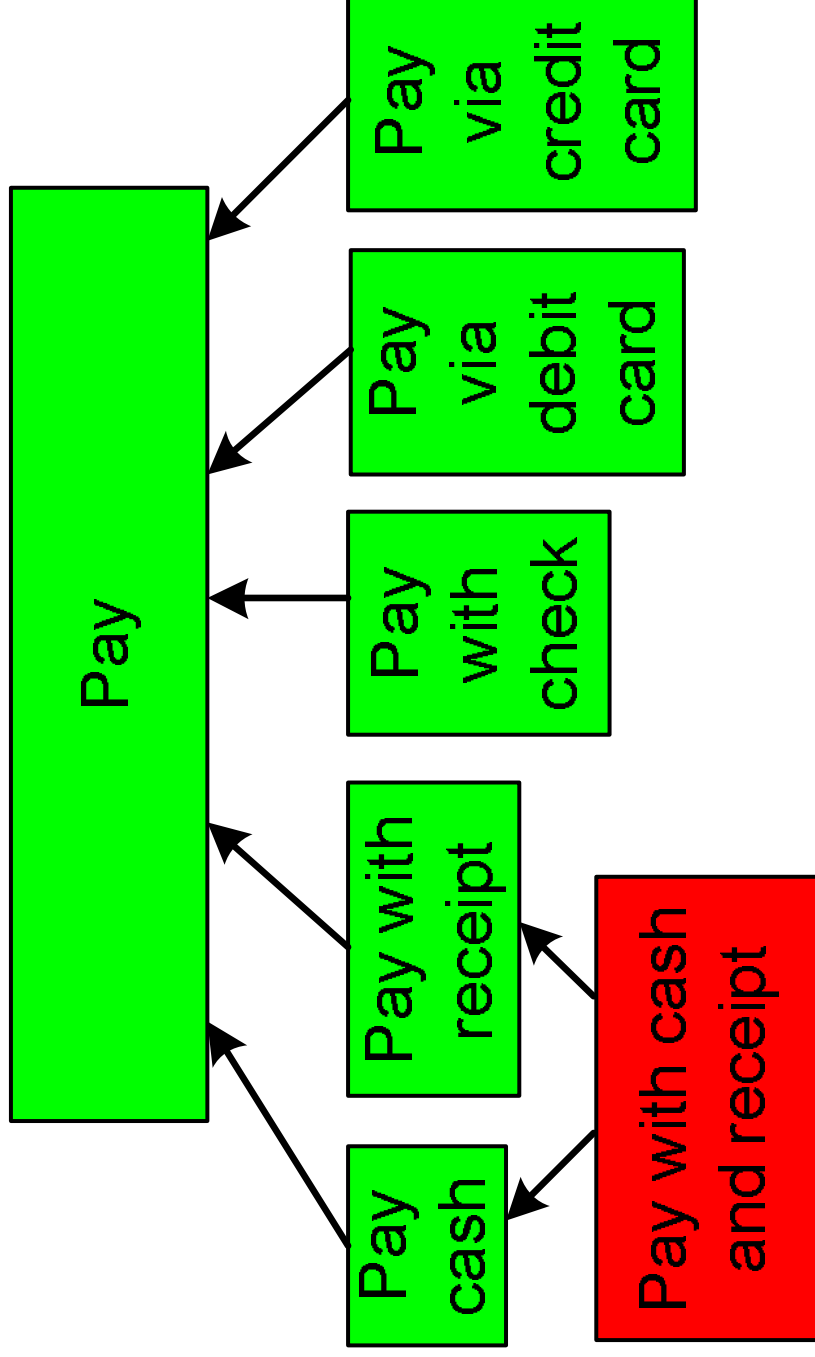 Pay
Pay
cash
Pay with
receipt
Pay
with
check
Pay
via
debit
card
Pay
via
credit
card
Pay with cash
and receipt